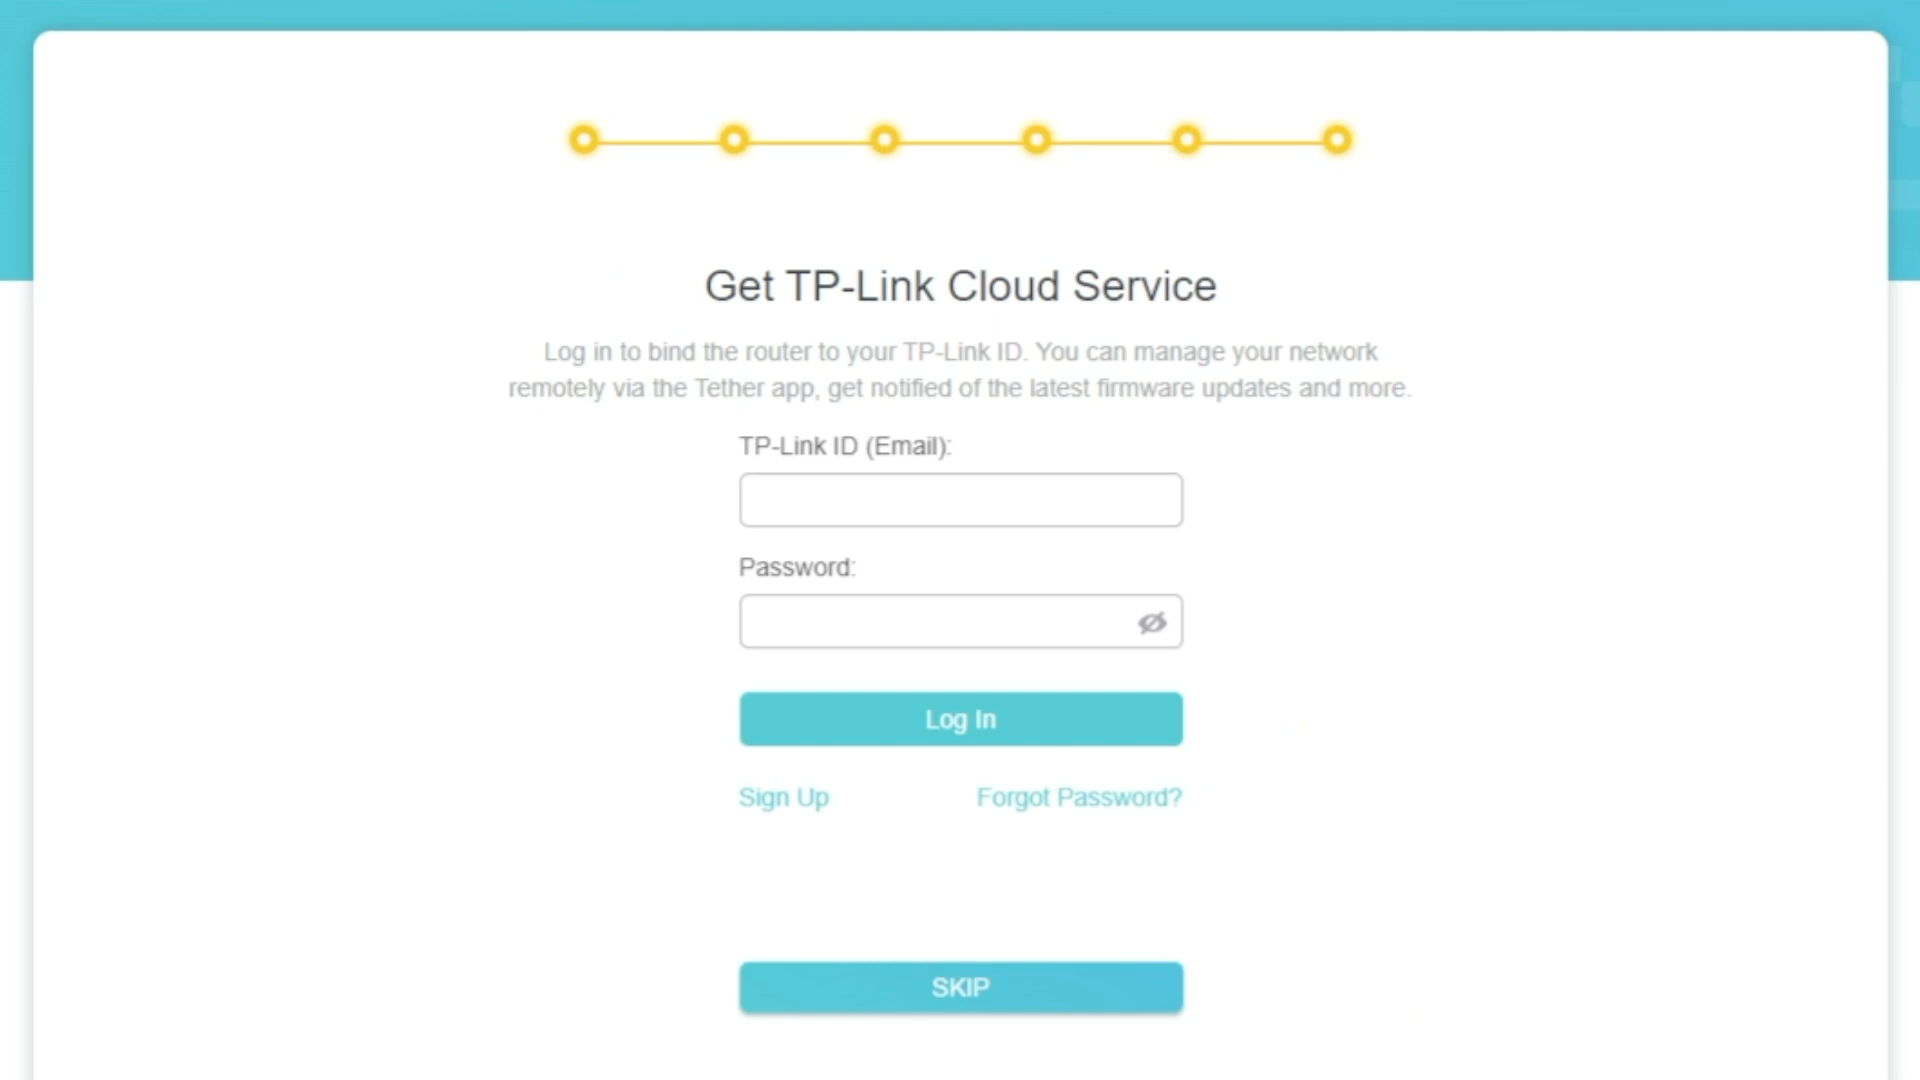 Get TP-Link Cloud Service
Log in to bind the router to your TP-Link ID. You can manage your network
remotely via the Tether app, get notified of the latest firmware updates and more.
TP-Link ID (Email):
Password:
Log In
Sign Up
Forgot Password?
SKIP